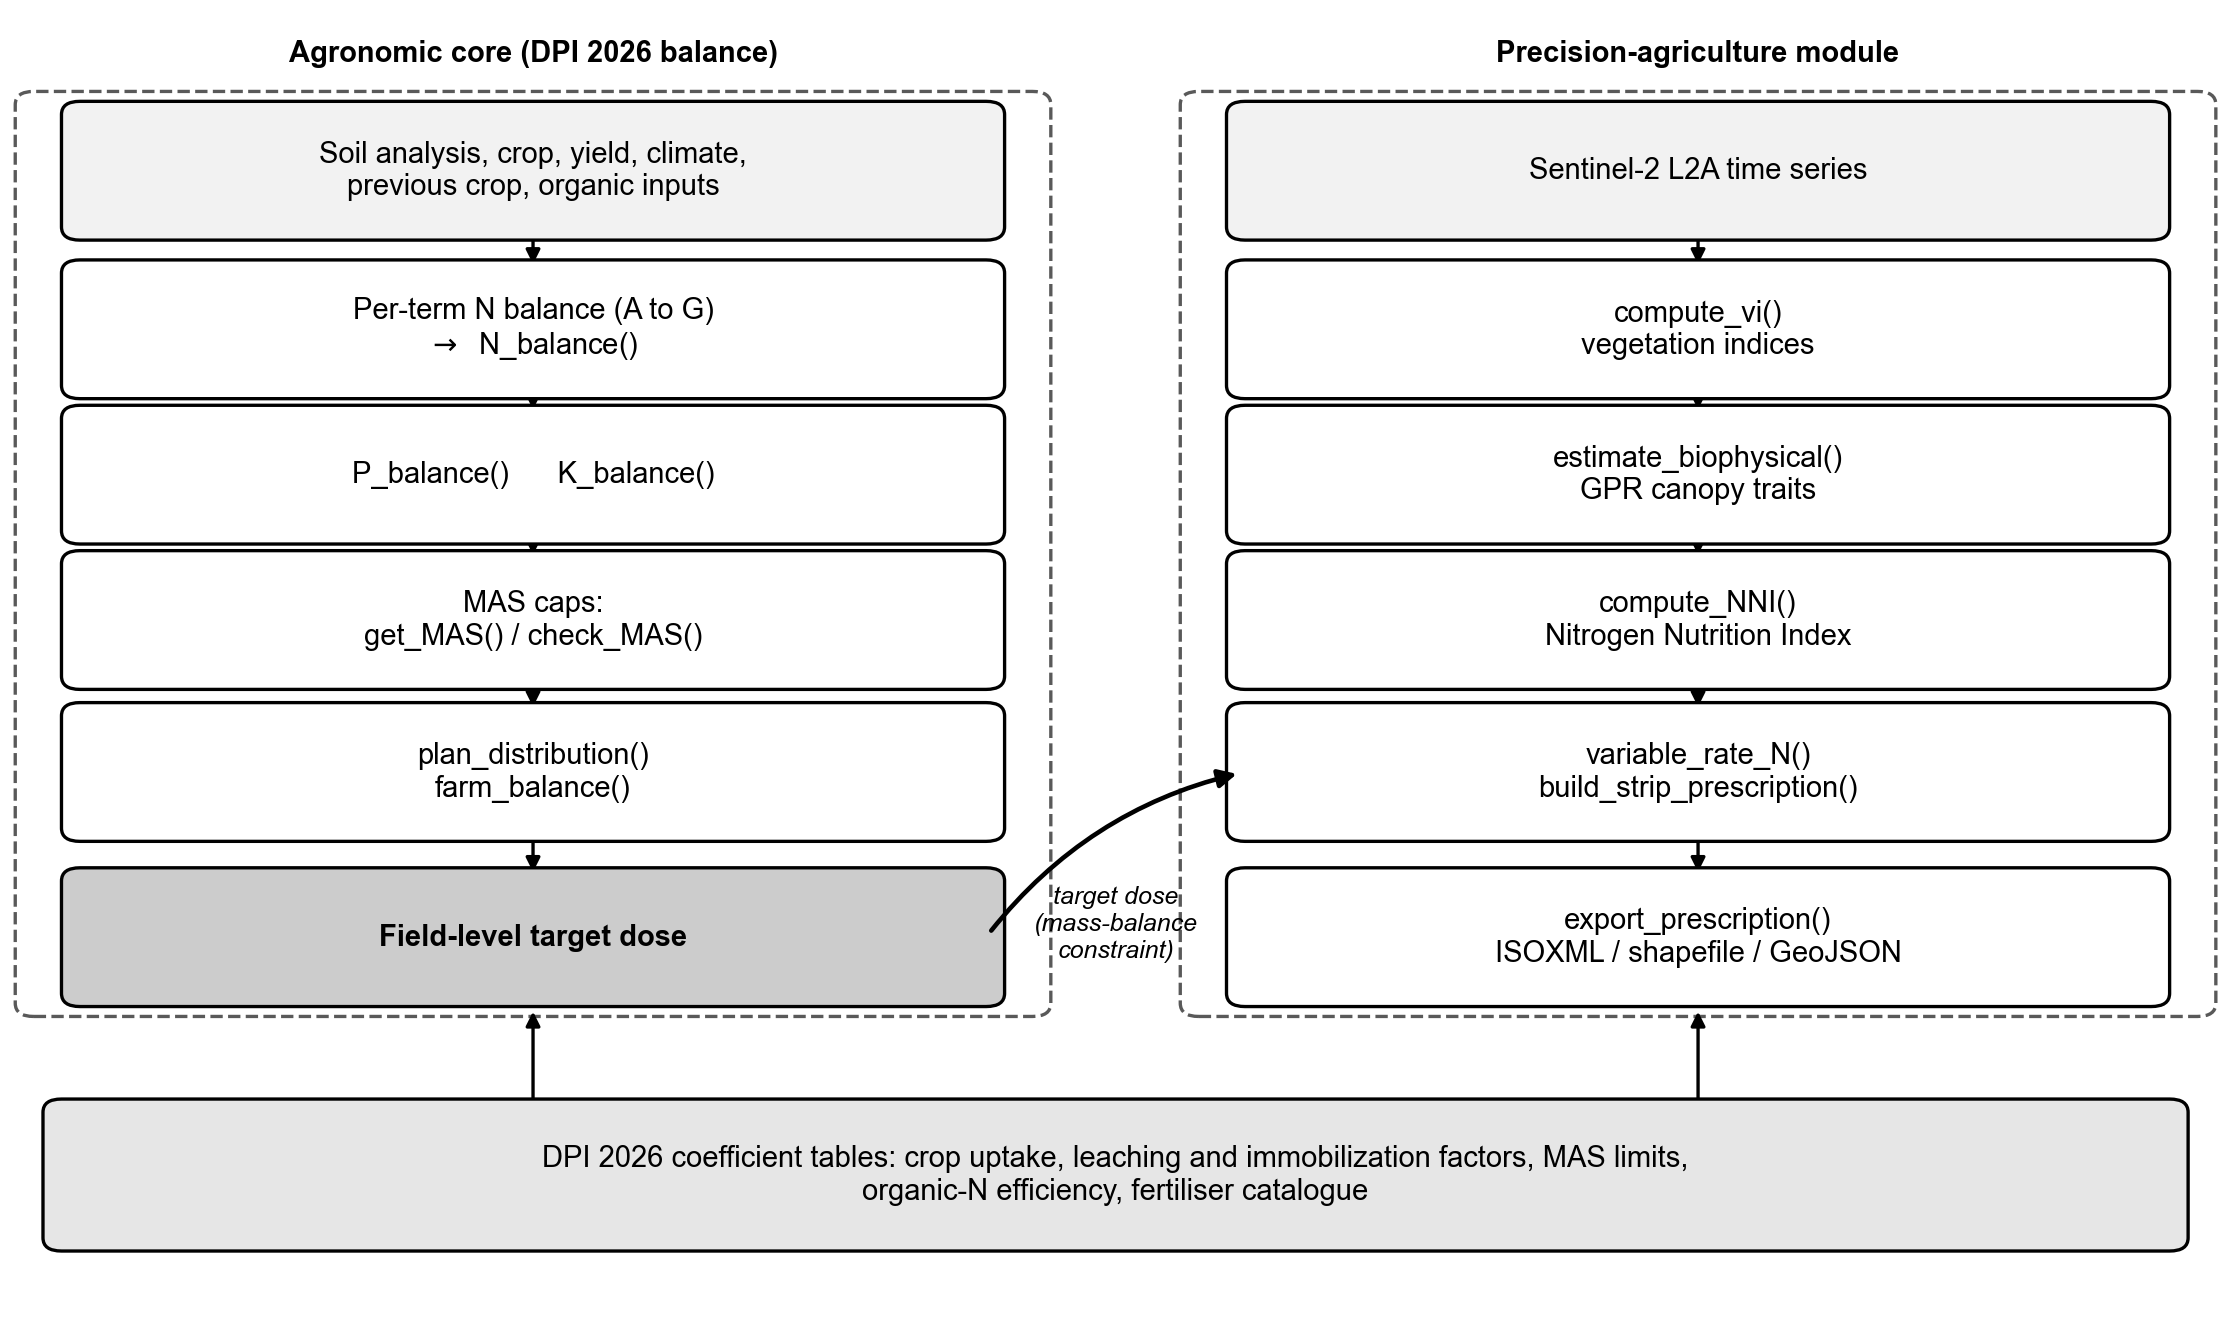 Agronomic core (DPI 2026 balance)
Soil analysis, crop, yield, climate,
previous crop, organic inputs
Per-term N balance (A to G)
→ N_balance()
P_balance() K_balance()
MAS caps:
get_MAS() / check_MAS()
plan_distribution()
farm_balance()
Field-level target dose
target dose
(mass-balance
constraint)
Precision-agriculture module
Sentinel-2 L2A time series
compute_vi()
vegetation indices
estimate_biophysical()
GPR canopy traits
compute_NNI()
Nitrogen Nutrition Index
variable_rate_N()
build_strip_prescription()
export_prescription()
ISOXML / shapefile / GeoJSON
DPI 2026 coefficient tables: crop uptake, leaching and immobilization factors, MAS limits,
organic-N efficiency, fertiliser catalogue